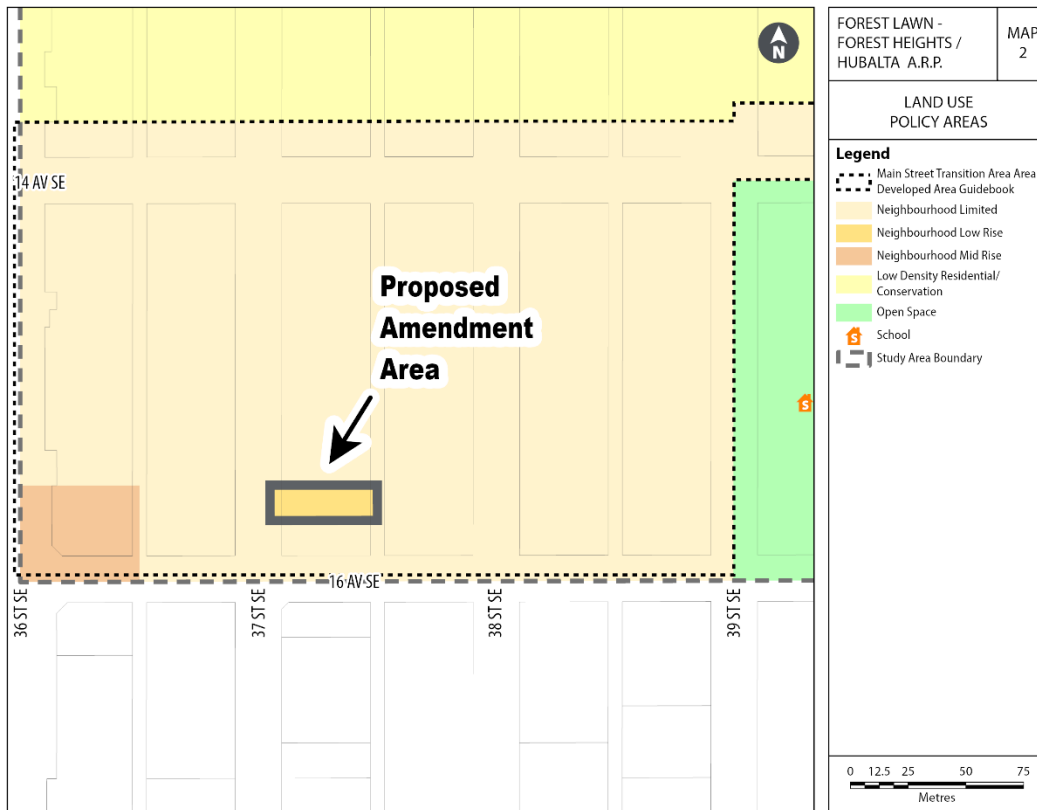 N
14 AV SE
Proposed
Amendment
Area
16 AV SE
36 ST SE
37 ST SE
38 ST SE
39 ST SE
S
FOREST LAWN -
FOREST HEIGHTS /
HUBALTA A.R.P.
MAP
2
LAND USE
POLICY AREAS
Legend
Main Street Transition Area Area
Developed Area Guidebook
Neighbourhood Limited
Neighbourhood Low Rise
Neighbourhood Mid Rise
Low Density Residential/
Conservation
Open Space
S School
Study Area Boundary
0 12.5 25 50 75
Metres